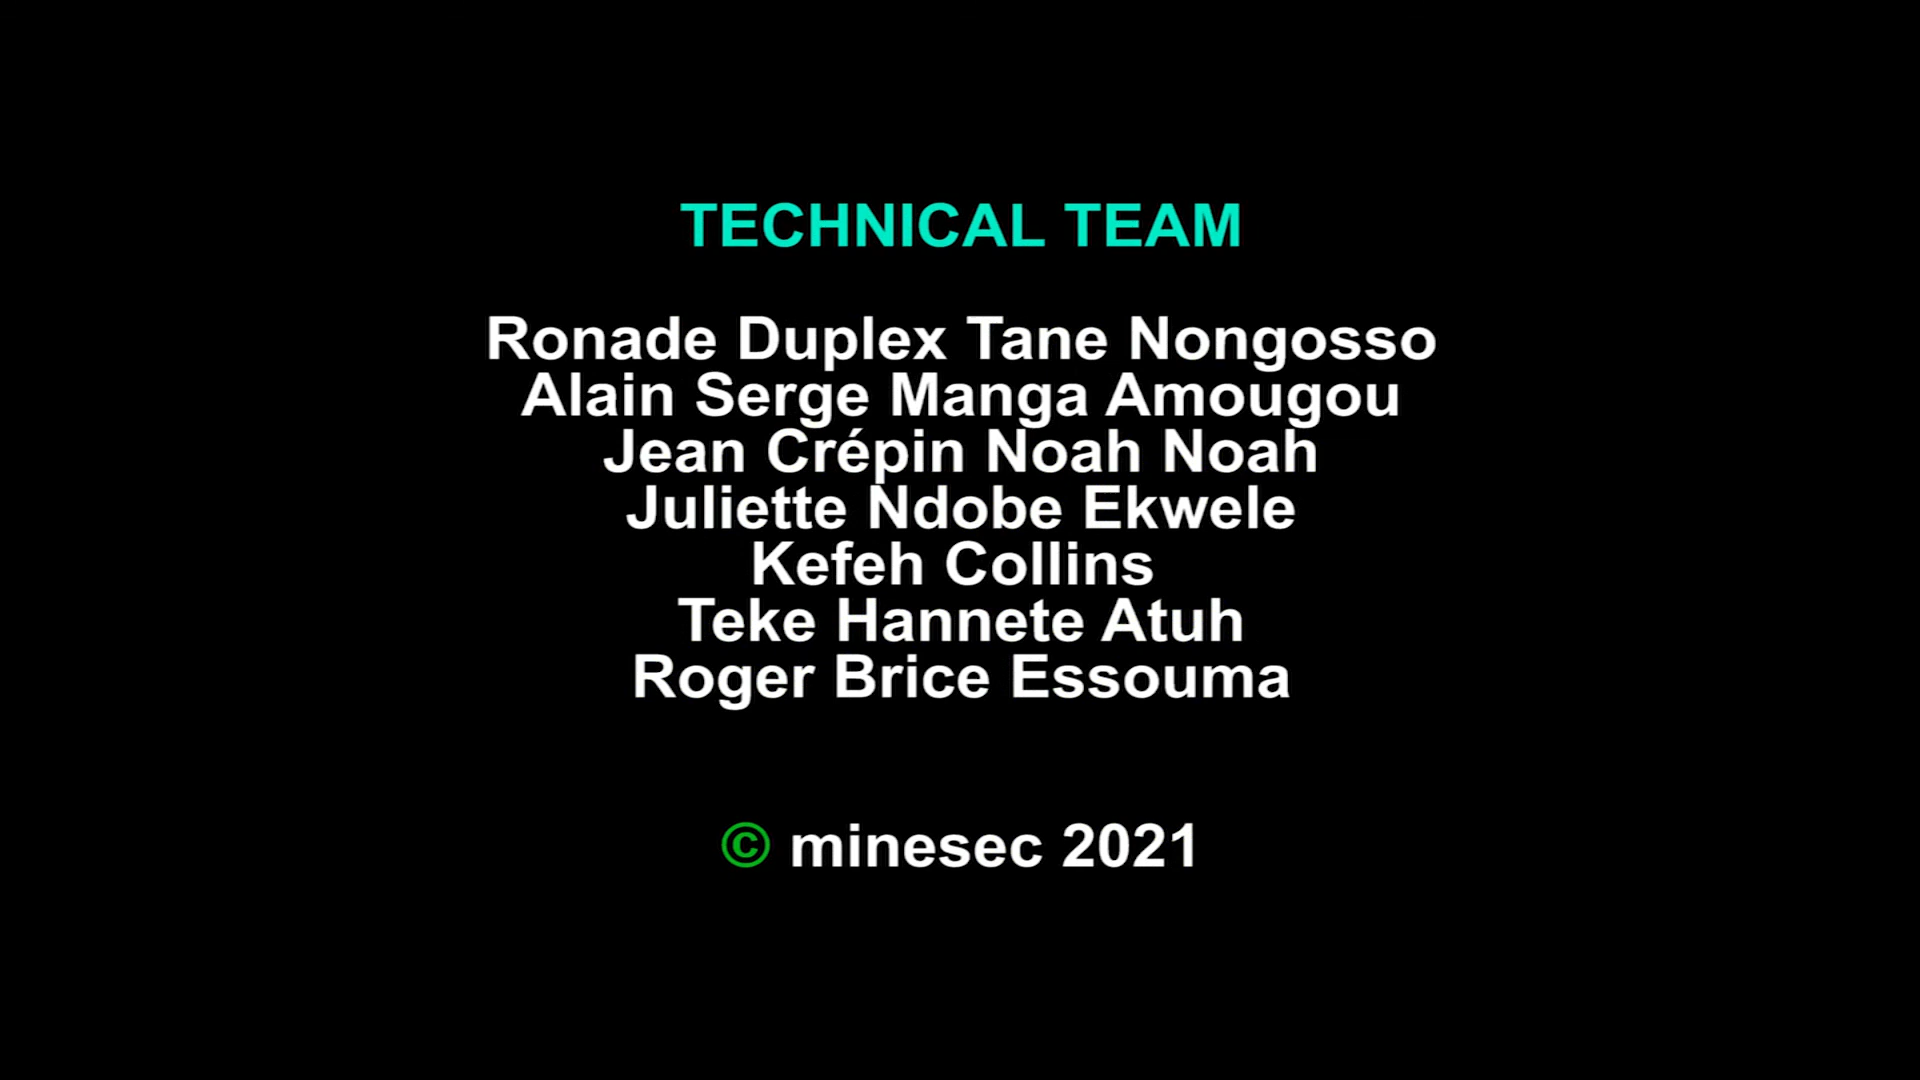 TECHNICAL TEAM
Ronade Duplex Tane Nongosso
Alain Serge Manga Amougou
Jean Crépin Noah Noah
Juliette Ndobe Ekwele
Kefeh Collins
Teke Hannete Atuh
Roger Brice Essouma
© minesec 2021